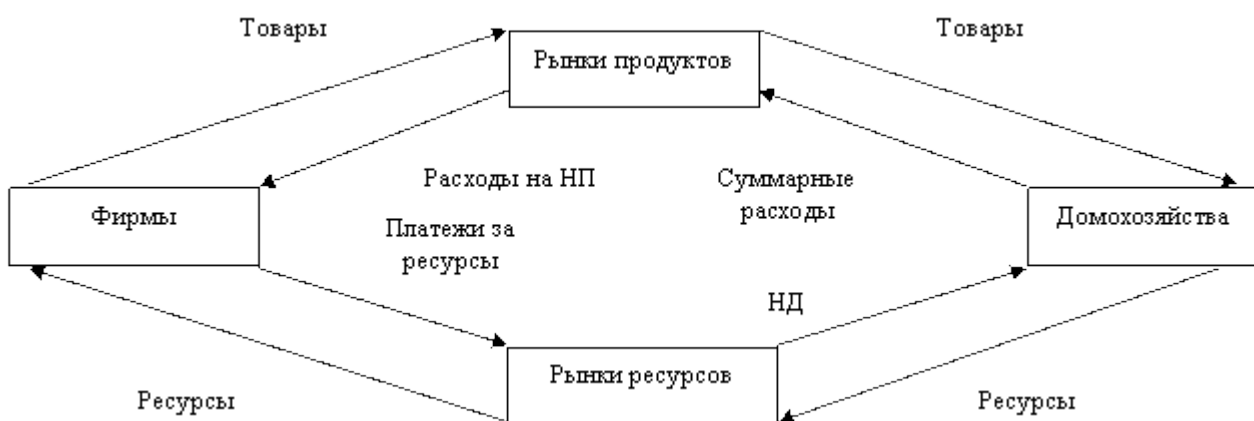 Товары
Товары
Рынки продуктов
Расходы на НП
Суммарные
расходы
Фирмы
Домохозяйства
Платежи за
ресурсы
НД
Рынки ресурсов
Ресурсы
Ресурсы